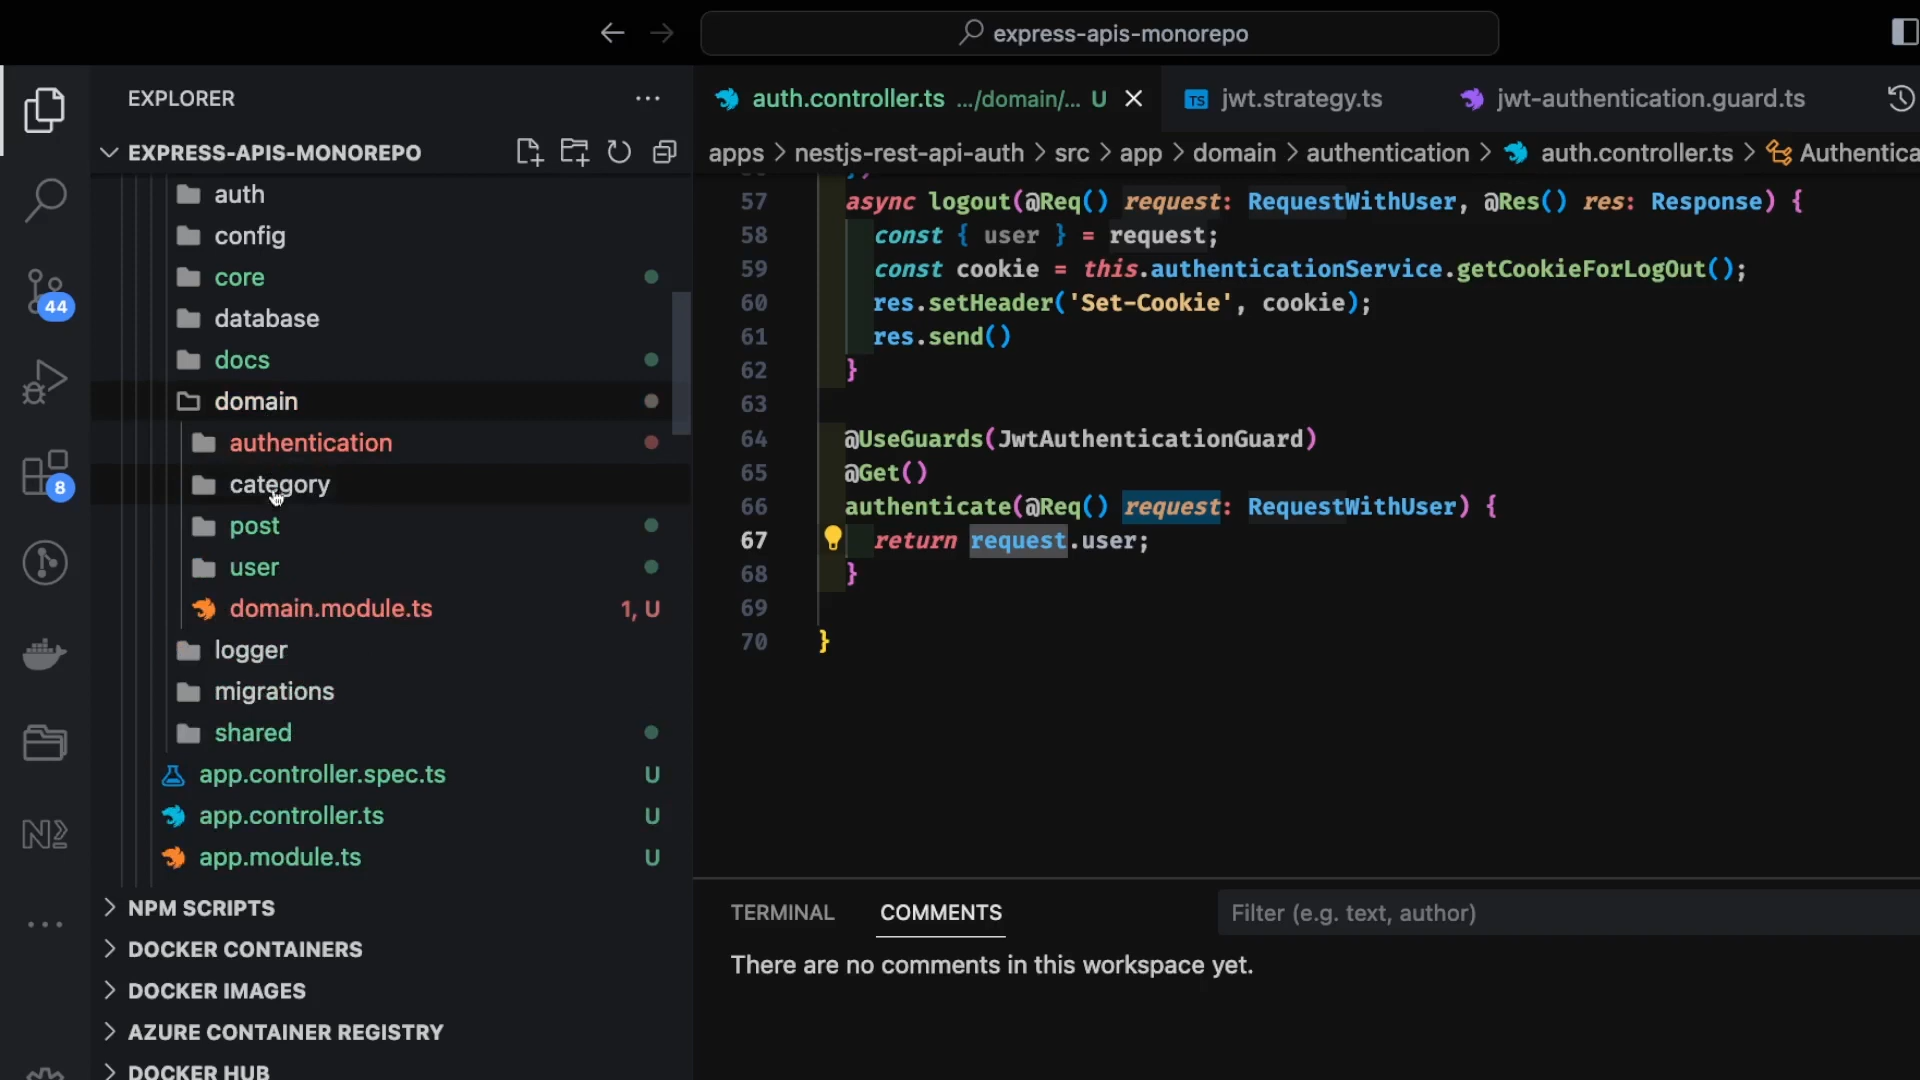 express-apis-monorepo
EXPLORER
EXPRESS-APIS-MONOREPO
auth
config
core
database
docs
domain
authentication
category
post
user
domain.module.ts 1, U
logger
migrations
shared
app.controller.spec.ts U
app.controller.ts U
app.module.ts U
NPM SCRIPTS
DOCKER CONTAINERS
DOCKER IMAGES
AZURE CONTAINER REGISTRY
DOCKER HUB
44
8
auth.controller.ts .../domain/... U
jwt.strategy.ts
jwt-authentication.guard.ts
apps > nestjs-rest-api-auth > src > app > domain > authentication > auth.controller.ts > Authentica
57 async logout(@Req() request: RequestWithUser, @Res() res: Response) {
58 const { user } = request;
59 const cookie = this.authenticationService.getCookieForLogOut();
60 res.setHeader('Set-Cookie', cookie);
61 res.send()
62 }
63
64 @UseGuards(JwtAuthenticationGuard)
65 @Get()
66 authenticate(@Req() request: RequestWithUser) {
67 return request.user;
68 }
69
70 }
TERMINAL COMMENTS Filter (e.g. text, author)
There are no comments in this workspace yet.